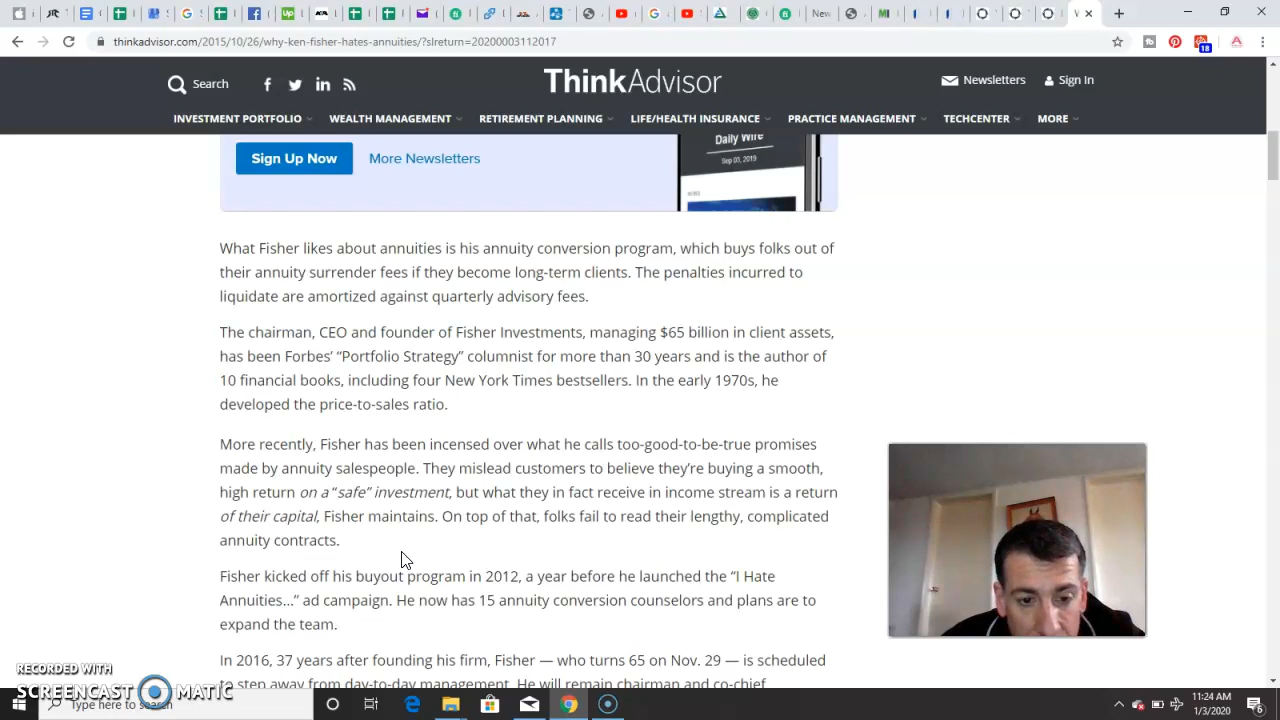 thinkadvisor.com/2015/10/26/why-ken-fisher-hates-annuities/?slreturn=20200003112017
18
Search
ThinkAdvisor
Newsletters
Sign In
INVESTMENT PORTFOLIO
WEALTH MANAGEMENT
RETIREMENT PLANNING
LIFE/HEALTH INSURANCE
PRACTICE MANAGEMENT
TECHCENTER
MORE
Daily Wire
Sep 03, 2019
Sign Up Now
More Newsletters
What Fisher likes about annuities is his annuity conversion program, which buys folks out of
their annuity surrender fees if they become long-term clients. The penalties incurred to
liquidate are amortized against quarterly advisory fees.
The chairman, CEO and founder of Fisher Investments, managing $65 billion in client assets,
has been Forbes’ “Portfolio Strategy” columnist for more than 30 years and is the author of
10 financial books, including four New York Times bestsellers. In the early 1970s, he
developed the price-to-sales ratio.
More recently, Fisher has been incensed over what he calls too-good-to-be-true promises
made by annuity salespeople. They mislead customers to believe they’re buying a smooth,
high return on a “safe” investment, but what they in fact receive in income stream is a return
of their capital, Fisher maintains. On top of that, folks fail to read their lengthy, complicated
annuity contracts.
Fisher kicked off his buyout program in 2012, a year before he launched the “I Hate
Annuities…” ad campaign. He now has 15 annuity conversion counselors and plans are to
expand the team.
In 2016, 37 years after founding his firm, Fisher — who turns 65 on Nov. 29 — is scheduled
to step away from day-to-day management. He will remain chairman and co-chief
RECORDED WITH
SCREENCAST MATIC
Type here to search
11:24 AM
1/3/2020
6